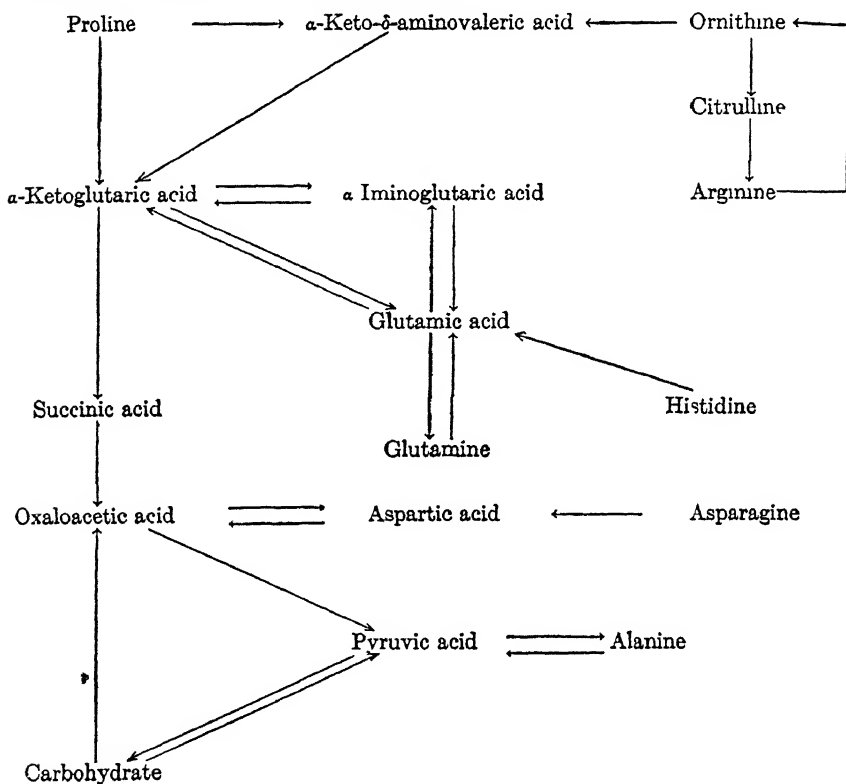 Proline α-Keto-δ-aminovaleric acid Ornithine
Citrulline
α-Ketoglutaric acid α Iminoglutaric acid Arginine
Glutamic acid
Succinic acid Histidine
Glutamine
Oxaloacetic acid Aspartic acid Asparagine
Pyruvic acid Alanine
Carbohydrate